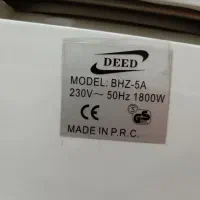 DEED
MODEL: BHZ-5A
230V～ 50Hz 1800W
CE
MADE IN P.R.C.